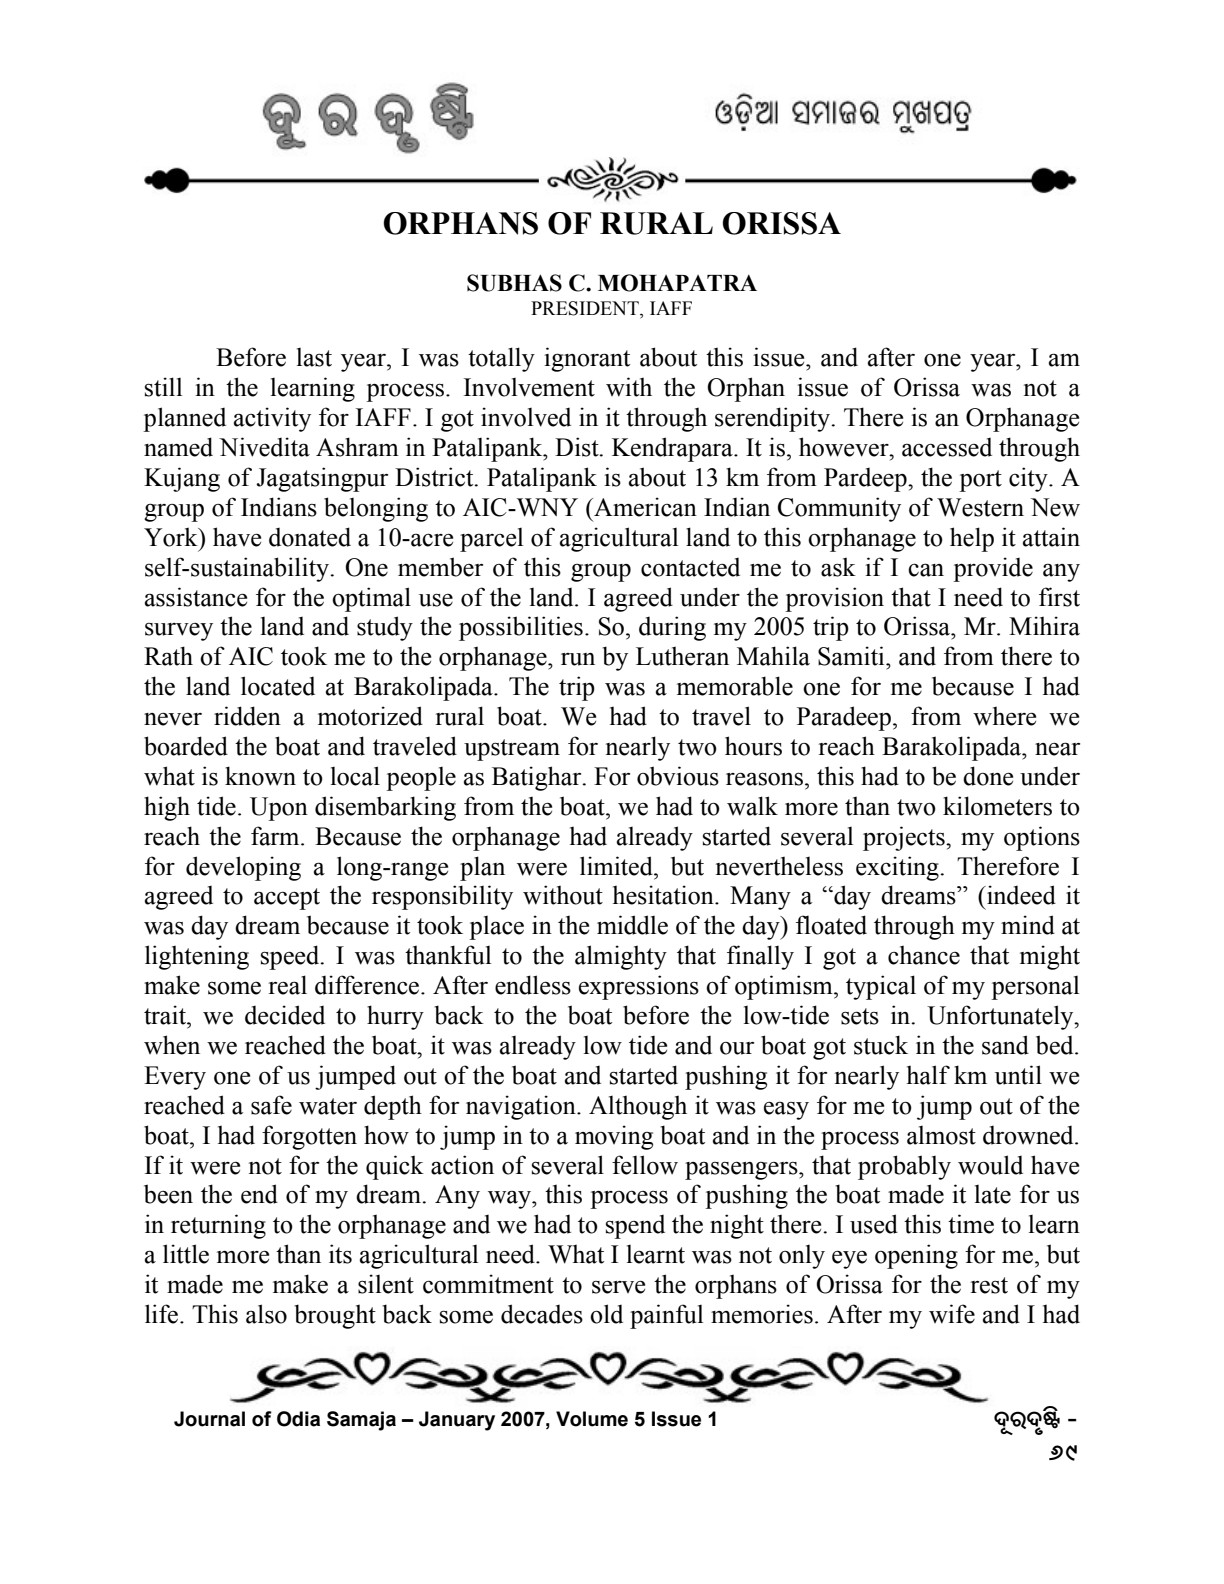 ଦୂରଦୃଷ୍ଟି ଓଡ଼ିଆ ସମାଜର ମୁଖପତ୍ର
ORPHANS OF RURAL ORISSA
SUBHAS C. MOHAPATRA
PRESIDENT, IAFF
Before last year, I was totally ignorant about this issue, and after one year, I am
still in the learning process. Involvement with the Orphan issue of Orissa was not a
planned activity for IAFF. I got involved in it through serendipity. There is an Orphanage
named Nivedita Ashram in Patalipank, Dist. Kendrapara. It is, however, accessed through
Kujang of Jagatsingpur District. Patalipank is about 13 km from Pardeep, the port city. A
group of Indians belonging to AIC-WNY (American Indian Community of Western New
York) have donated a 10-acre parcel of agricultural land to this orphanage to help it attain
self-sustainability. One member of this group contacted me to ask if I can provide any
assistance for the optimal use of the land. I agreed under the provision that I need to first
survey the land and study the possibilities. So, during my 2005 trip to Orissa, Mr. Mihira
Rath of AIC took me to the orphanage, run by Lutheran Mahila Samiti, and from there to
the land located at Barakolipada. The trip was a memorable one for me because I had
never ridden a motorized rural boat. We had to travel to Paradeep, from where we
boarded the boat and traveled upstream for nearly two hours to reach Barakolipada, near
what is known to local people as Batighar. For obvious reasons, this had to be done under
high tide. Upon disembarking from the boat, we had to walk more than two kilometers to
reach the farm. Because the orphanage had already started several projects, my options
for developing a long-range plan were limited, but nevertheless exciting. Therefore I
agreed to accept the responsibility without hesitation. Many a “day dreams” (indeed it
was day dream because it took place in the middle of the day) floated through my mind at
lightening speed. I was thankful to the almighty that finally I got a chance that might
make some real difference. After endless expressions of optimism, typical of my personal
trait, we decided to hurry back to the boat before the low-tide sets in. Unfortunately,
when we reached the boat, it was already low tide and our boat got stuck in the sand bed.
Every one of us jumped out of the boat and started pushing it for nearly half km until we
reached a safe water depth for navigation. Although it was easy for me to jump out of the
boat, I had forgotten how to jump in to a moving boat and in the process almost drowned.
If it were not for the quick action of several fellow passengers, that probably would have
been the end of my dream. Any way, this process of pushing the boat made it late for us
in returning to the orphanage and we had to spend the night there. I used this time to learn
a little more than its agricultural need. What I learnt was not only eye opening for me, but
it made me make a silent commitment to serve the orphans of Orissa for the rest of my
life. This also brought back some decades old painful memories. After my wife and I had
Journal of Odia Samaja – January 2007, Volume 5 Issue 1 ଦୂରଦୃଷ୍ଟି -
୬୯